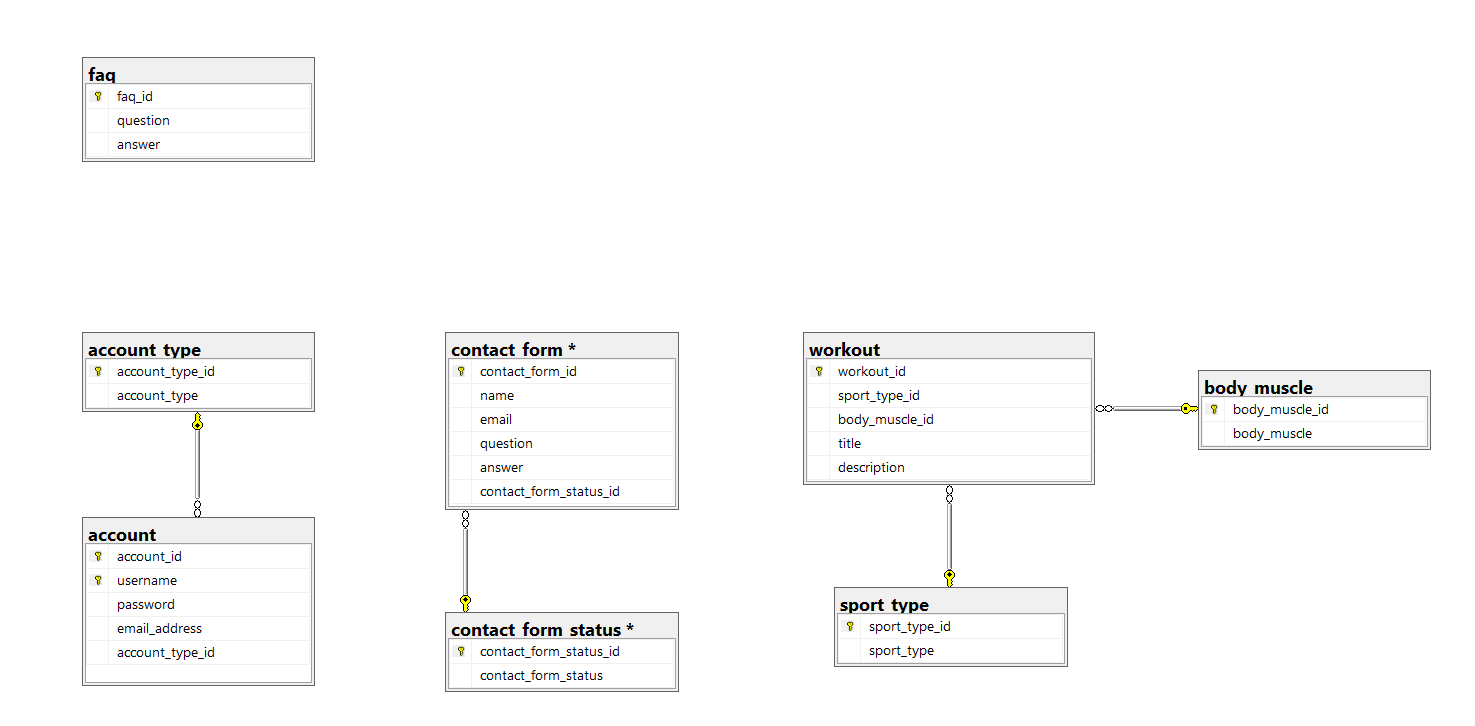 faq
faq_id
question
answer
account_type
account_type_id
account_type
account
account_id
username
password
email_address
account_type_id
contact_form *
contact_form_id
name
email
question
answer
contact_form_status_id
contact_form_status *
contact_form_status_id
contact_form_status
workout
workout_id
sport_type_id
body_muscle_id
title
description
sport_type
sport_type_id
sport_type
body_muscle
body_muscle_id
body_muscle